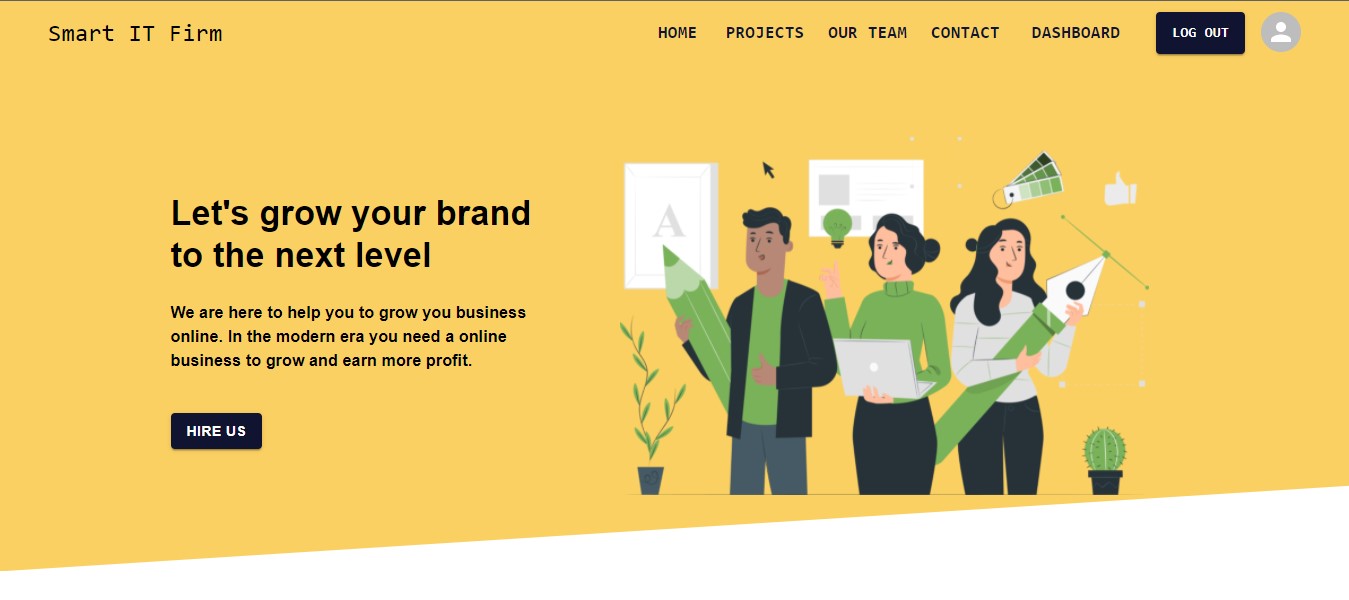 Smart IT Firm
HOME PROJECTS OUR TEAM CONTACT DASHBOARD LOG OUT
Let's grow your brand
to the next level
We are here to help you to grow you business
online. In the modern era you need a online
business to grow and earn more profit.
HIRE US
A